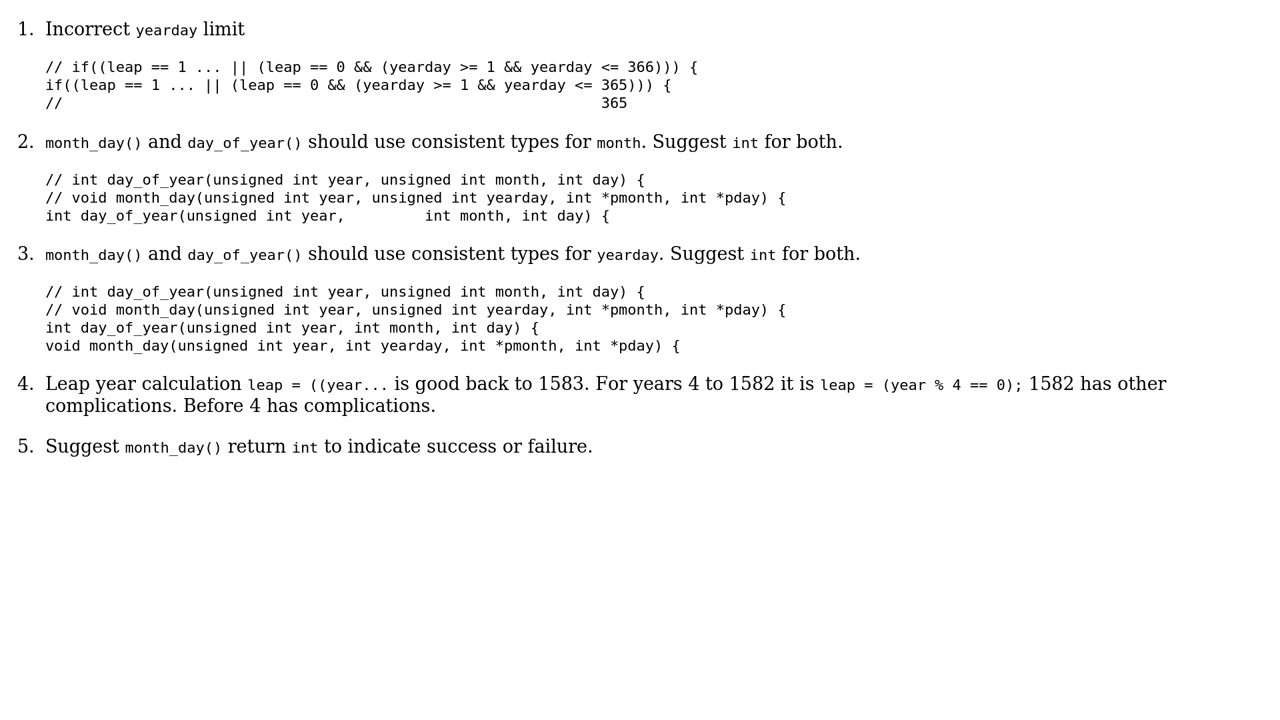 1. Incorrect yearday limit
// if((leap == 1 ... || (leap == 0 && (yearday >= 1 && yearday <= 366))) {
if((leap == 1 ... || (leap == 0 && (yearday >= 1 && yearday <= 365))) {
//                                                             365
2. month_day() and day_of_year() should use consistent types for month. Suggest int for both.
// int day_of_year(unsigned int year, unsigned int month, int day) {
// void month_day(unsigned int year, unsigned int yearday, int *pmonth, int *pday) {
int day_of_year(unsigned int year,         int month, int day) {
3. month_day() and day_of_year() should use consistent types for yearday. Suggest int for both.
// int day_of_year(unsigned int year, unsigned int month, int day) {
// void month_day(unsigned int year, unsigned int yearday, int *pmonth, int *pday) {
int day_of_year(unsigned int year, int month, int day) {
void month_day(unsigned int year, int yearday, int *pmonth, int *pday) {
4. Leap year calculation leap = ((year... is good back to 1583. For years 4 to 1582 it is leap = (year % 4 == 0); 1582 has other
complications. Before 4 has complications.
5. Suggest month_day() return int to indicate success or failure.